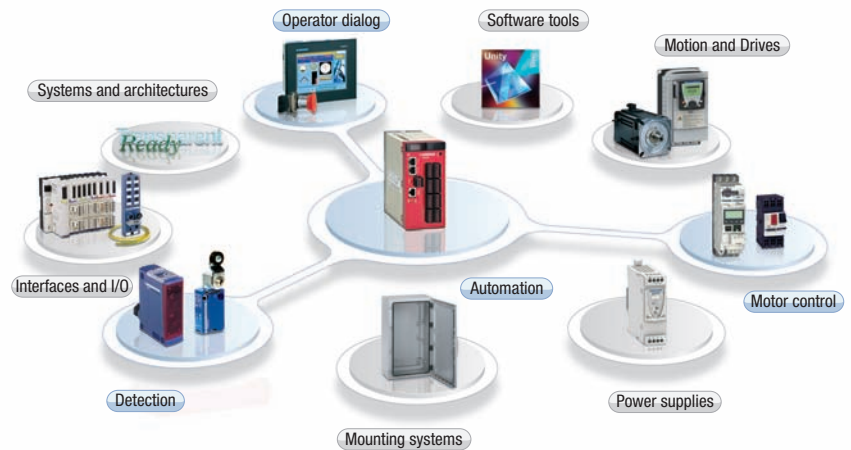 Operator dialog
Software tools
Motion and Drives
Systems and architectures
Unity
Transparent
Ready
Interfaces and I/O
Automation
Motor control
Detection
Power supplies
Mounting systems